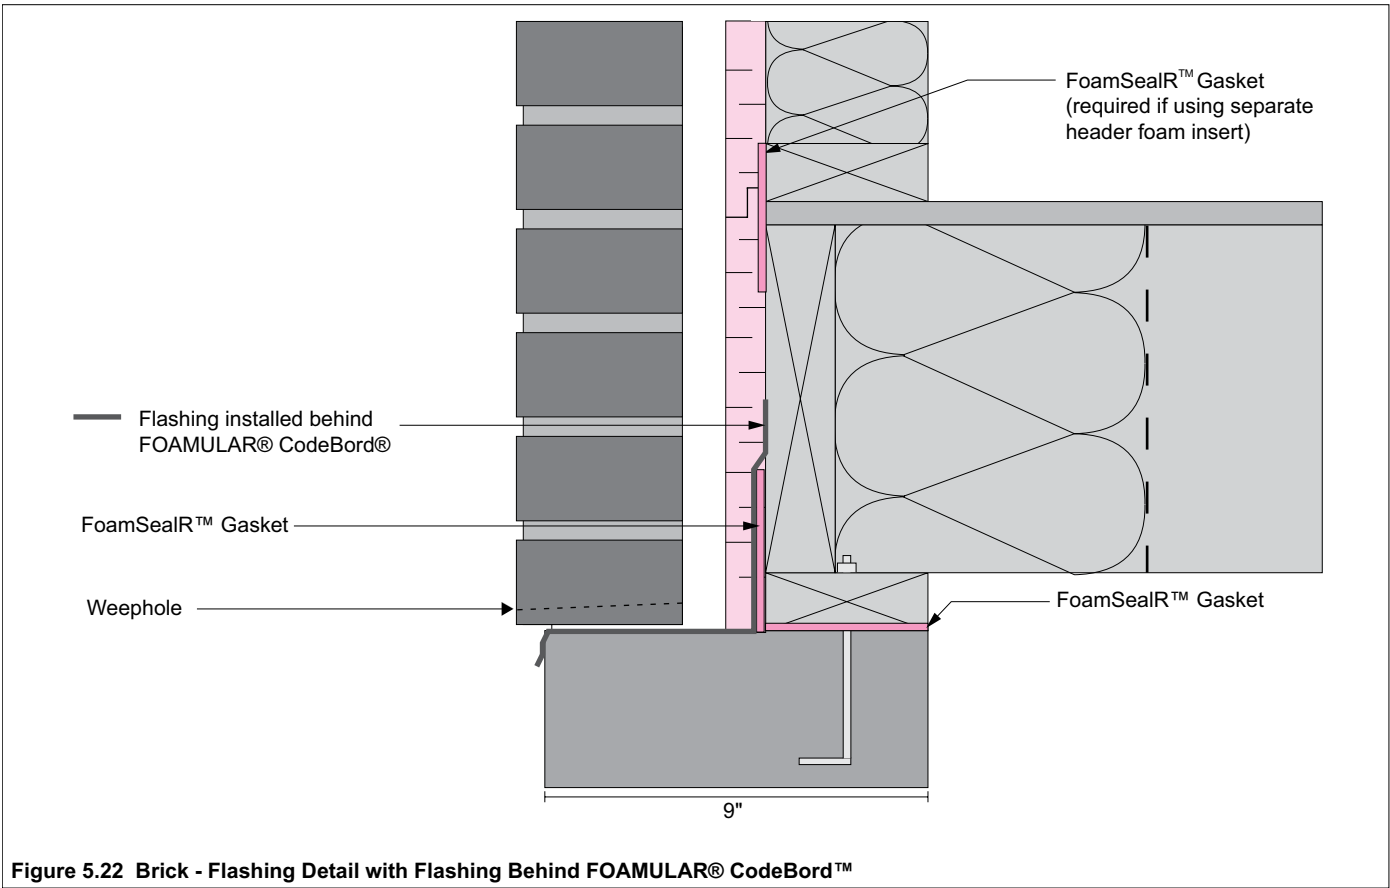 FoamSealR™ Gasket
(required if using separate
header foam insert)
Flashing installed behind
FOAMULAR® CodeBord®
FoamSealR™ Gasket
Weephole
FoamSealR™ Gasket
9"
Figure 5.22 Brick - Flashing Detail with Flashing Behind FOAMULAR® CodeBord™